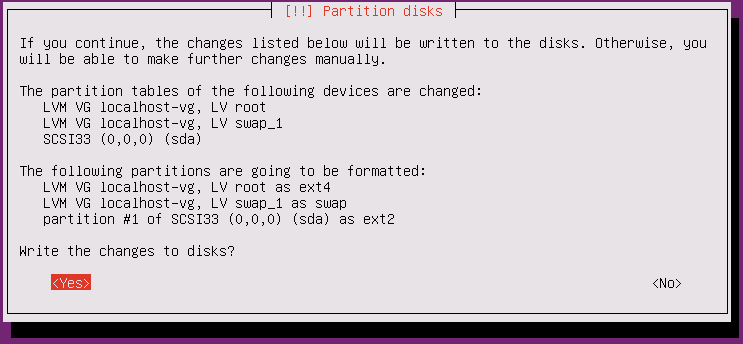 [!!] Partition disks
If you continue, the changes listed below will be written to the disks. Otherwise, you
will be able to make further changes manually.
The partition tables of the following devices are changed:
LVM VG localhost-vg, LV root
LVM VG localhost-vg, LV swap_1
SCSI33 (0,0,0) (sda)
The following partitions are going to be formatted:
LVM VG localhost-vg, LV root as ext4
LVM VG localhost-vg, LV swap_1 as swap
partition #1 of SCSI33 (0,0,0) (sda) as ext2
Write the changes to disks?
<Yes> <No>